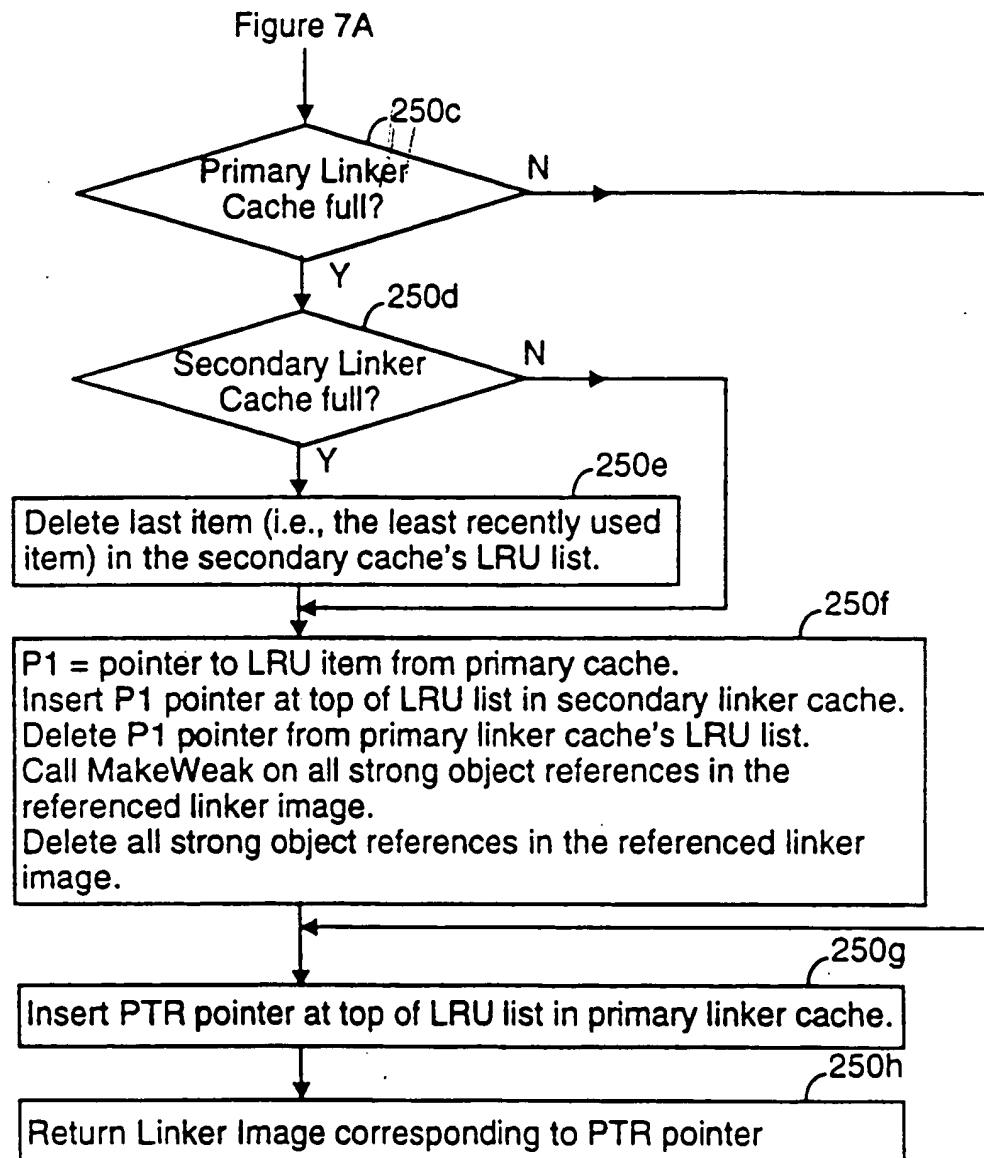 Figure 7A
250c
Primary Linker
Cache full?
N
Y
250d
Secondary Linker
Cache full?
N
Y
250e
Delete last item (i.e., the least recently used
item) in the secondary cache's LRU list.
250f
P1 = pointer to LRU item from primary cache.
Insert P1 pointer at top of LRU list in secondary linker cache.
Delete P1 pointer from primary linker cache's LRU list.
Call MakeWeak on all strong object references in the
referenced linker image.
Delete all strong object references in the referenced linker
image.
250g
Insert PTR pointer at top of LRU list in primary linker cache.
250h
Return Linker Image corresponding to PTR pointer